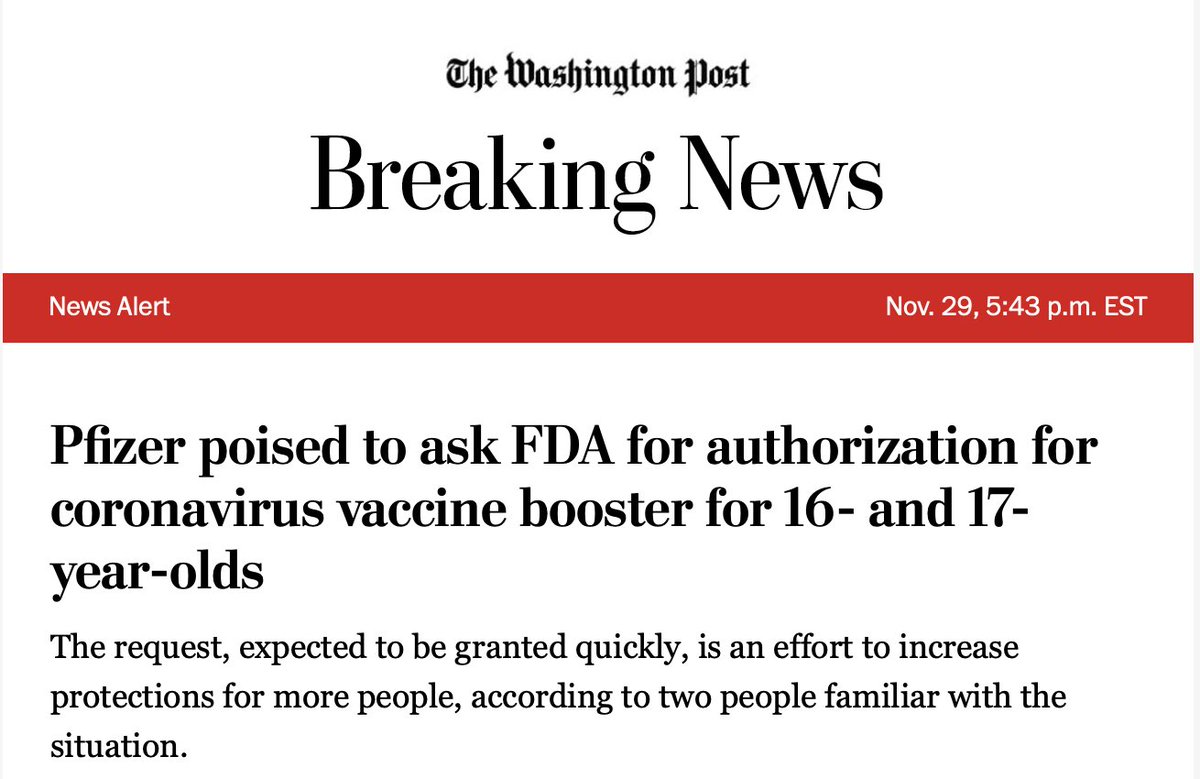 The Washington Post
Breaking News
News Alert
Nov. 29, 5:43 p.m. EST
Pfizer poised to ask FDA for authorization for
coronavirus vaccine booster for 16- and 17-
year-olds
The request, expected to be granted quickly, is an effort to increase
protections for more people, according to two people familiar with the
situation.